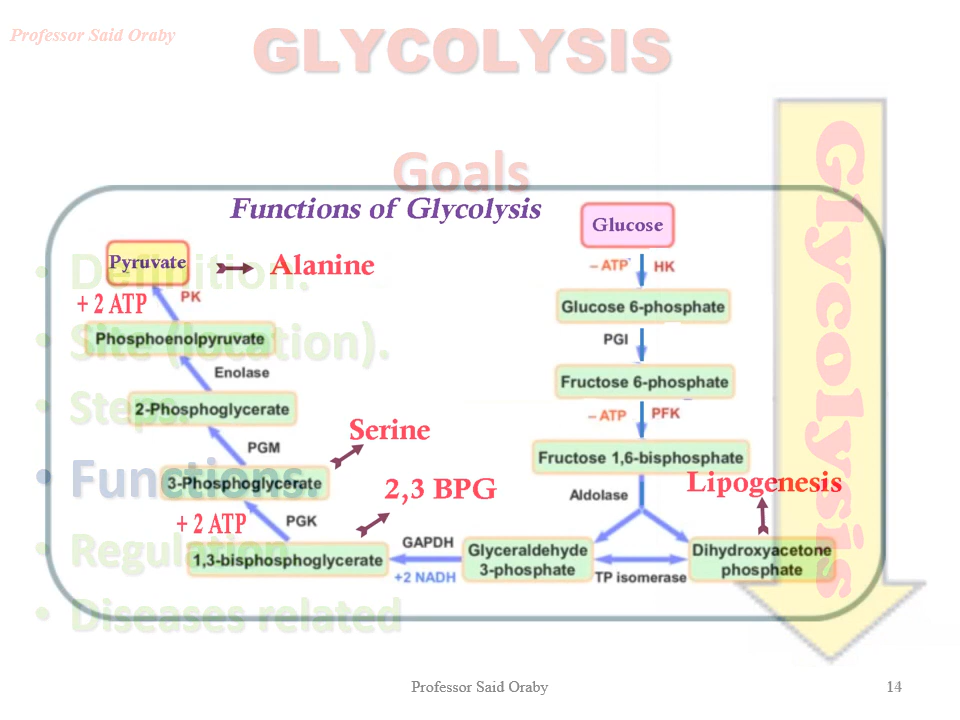 Professor Said Oraby
GLYCOLYSIS
Goals
Functions of Glycolysis
Glucose
– ATP
HK
Glucose 6-phosphate
PGI
Fructose 6-phosphate
– ATP
PFK
Fructose 1,6-bisphosphate
Aldolase
Lipogenesis
Dihydroxyacetone
phosphate
TP isomerase
Glyceraldehyde
3-phosphate
GAPDH
+2 NADH
1,3-bisphosphoglycerate
2,3 BPG
+ 2 ATP
PGK
3-Phosphoglycerate
Serine
PGM
2-Phosphoglycerate
Enolase
Phosphoenolpyruvate
+ 2 ATP
PK
Pyruvate
Alanine
• Definition.
• Site (location).
• Steps.
• Functions.
• Regulation
• Diseases related
Glycolysis
Professor Said Oraby
14